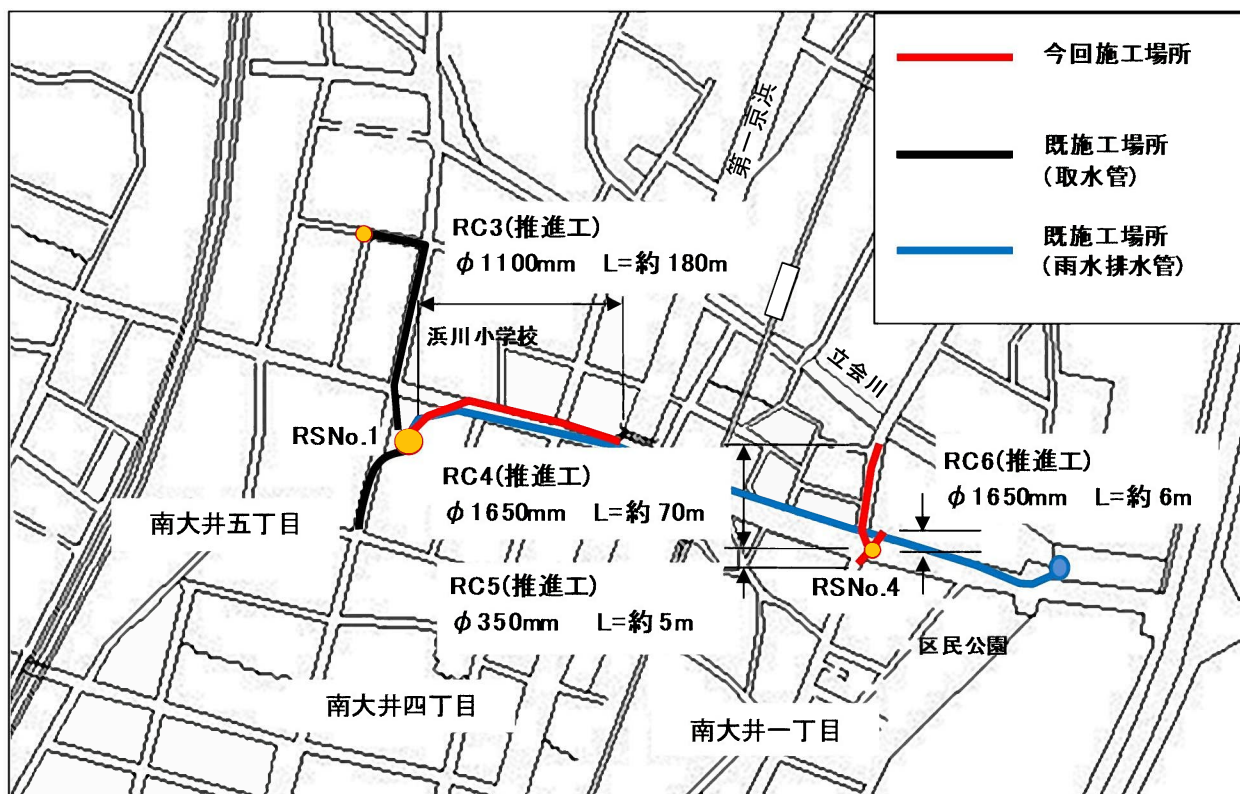 今回施工場所
既施工場所
(取水管)
既施工場所
(雨水排水管)
第一京浜
RC3(推進工)
φ1100mm L=約180m
浜川小学校
立会川
RSNo.1
RC4(推進工)
φ1650mm L=約70m
RC6(推進工)
φ1650mm L=約6m
南大井五丁目
RC5(推進工)
φ350mm L=約5m
RSNo.4
区民公園
南大井四丁目
南大井一丁目